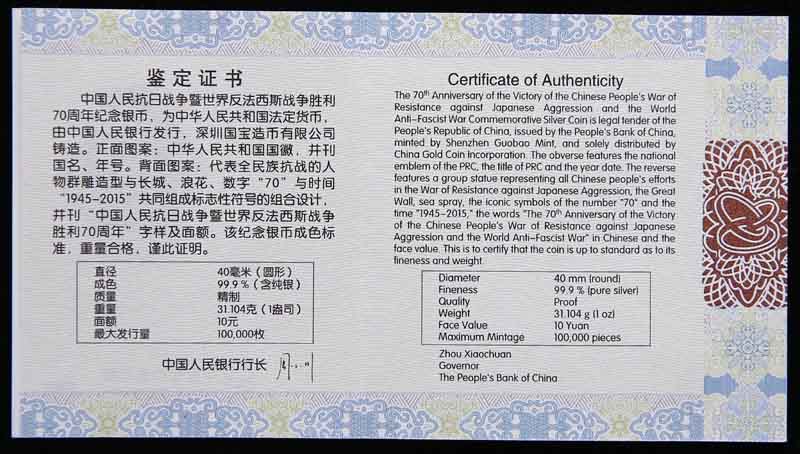 鉴定证书
中国人民抗日战争暨世界反法西斯战争胜利
70周年纪念银币，为中华人民共和国法定货币，
由中国人民银行发行，深圳国宝造币有限公司
铸造。正面图案：中华人民共和国国徽，并刊
国名、年号。背面图案：代表全民族抗战的人
物群雕造型与长城、浪花、数字“70”与时间
“1945-2015”共同组成标志性符号的组合设计，
并刊“中国人民抗日战争暨世界反法西斯战争
胜利70周年”字样及面额。该纪念银币成色标
准，重量合格，谨此证明。
直径 40毫米（圆形）
成色 99.9%（含纯银）
质量 精制
重量 31.104克（1盎司）
面额 10元
最大发行量 100,000枚
中国人民银行行长
Certificate of Authenticity
The 70th Anniversary of the Victory of the Chinese People's War of
Resistance against Japanese Aggression and the World
Anti-Fascist War Commemorative Silver Coin is legal tender of the
People's Republic of China, issued by the People's Bank of China,
minted by Shenzhen Guobao Mint, and solely distributed by
China Gold Coin Incorporation. The obverse features the national
emblem of the PRC, the title of PRC and the year date. The reverse
features a group statue representing all Chinese people's efforts
in the War of Resistance against Japanese Aggression, the Great
Wall, sea spray, the iconic symbols of the number "70" and the
time "1945-2015," the words "The 70th Anniversary of the Victory
of the Chinese People's War of Resistance against Japanese
Aggression and the World Anti-Fascist War" in Chinese and the
face value. This is to certify that the coin is up to standard as to its
fineness and weight.
Diameter 40 mm (round)
Fineness 99.9 % (pure silver)
Quality Proof
Weight 31.104 g (1 oz)
Face Value 10 Yuan
Maximum Mintage 100,000 pieces
Zhou Xiaochuan
Governor
The People's Bank of China